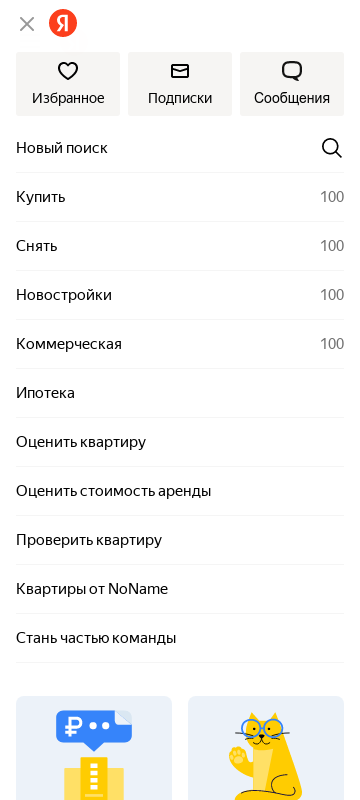 Я
Избранное
Подписки
Сообщения
Новый поиск
Купить 100
Снять 100
Новостройки 100
Коммерческая 100
Ипотека
Оценить квартиру
Оценить стоимость аренды
Проверить квартиру
Квартиры от NoName
Стань частью команды
₽